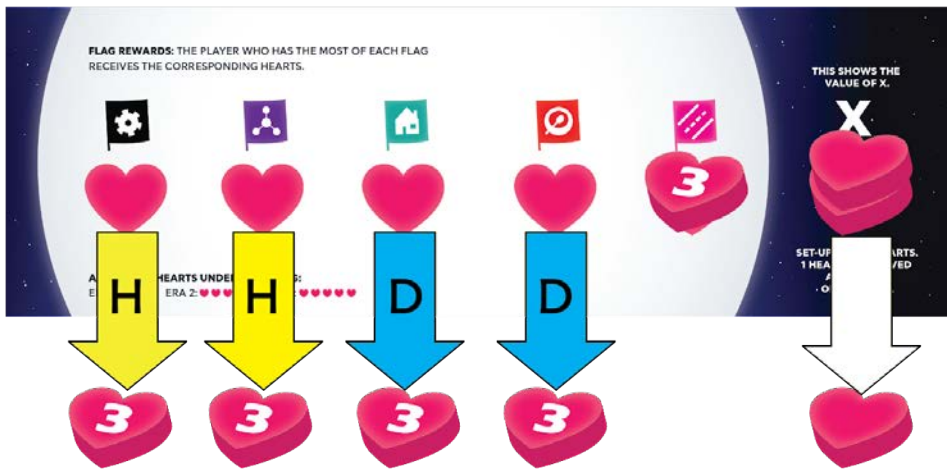 FLAG REWARDS: THE PLAYER WHO HAS THE MOST OF EACH FLAG
RECEIVES THE CORRESPONDING HEARTS.
THIS SHOWS THE
VALUE OF X.
X
3
SET-UP ARTS.
1 HEA VED
HEARTS UNDE
ERA 2:
H H D D
3 3 3 3